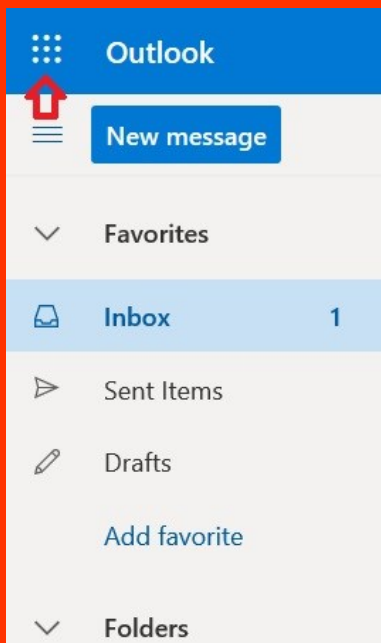 Outlook
New message
Favorites
Inbox 1
Sent Items
Drafts
Add favorite
Folders